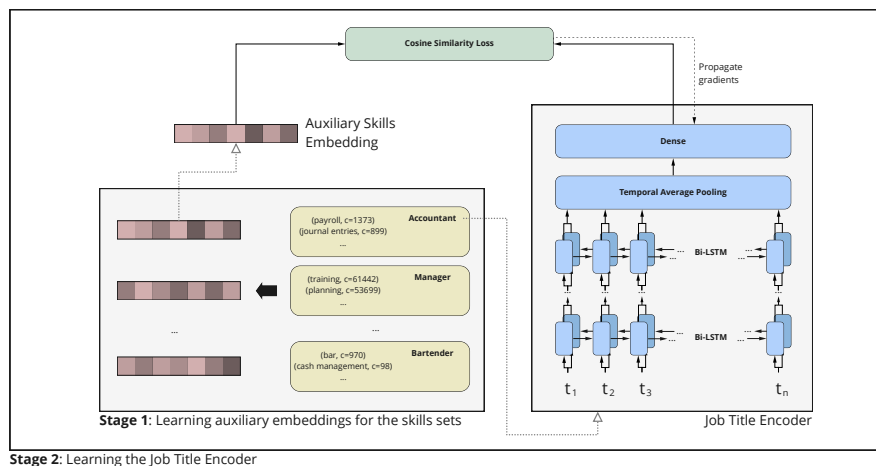 Cosine Similarity Loss
Propagate
gradients
Auxiliary Skills
Embedding
Dense
Temporal Average Pooling
(payroll, c=1373)
Accountant
(journal entries, c=899)
...
(training, c=61442)
Manager
(planning, c=53699)
...
...
...
(bar, c=970)
Bartender
(cash management, c=98)
...
... Bi-LSTM ...
... ...
... ... ... ...
... Bi-LSTM ...
... ...
t1 t2 t3 tn
Stage 1: Learning auxiliary embeddings for the skills sets
Job Title Encoder
Stage 2: Learning the Job Title Encoder